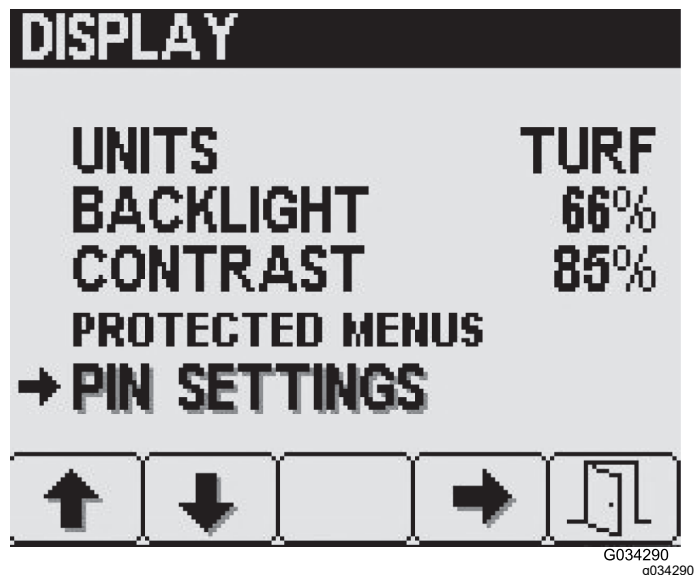 DISPLAY
UNITS TURF
BACKLIGHT 66%
CONTRAST 85%
PROTECTED MENUS
PIN SETTINGS
G034290
g034290